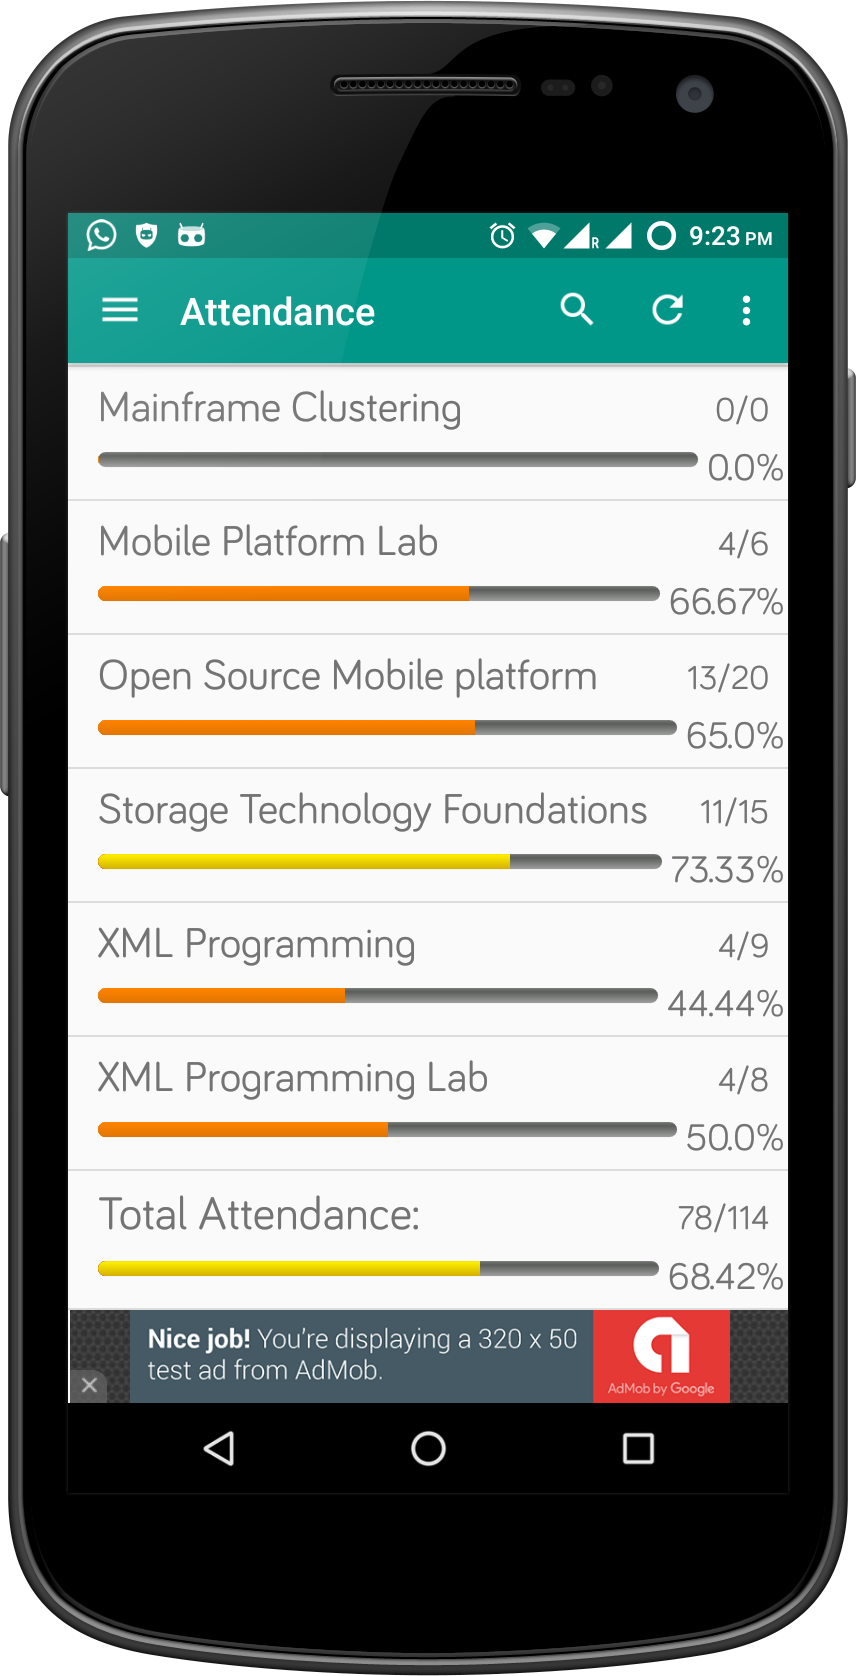 R 9:23 PM
Attendance
Mainframe Clustering 0/0
0.0%
Mobile Platform Lab 4/6
66.67%
Open Source Mobile platform 13/20
65.0%
Storage Technology Foundations 11/15
73.33%
XML Programming 4/9
44.44%
XML Programming Lab 4/8
50.0%
Total Attendance: 78/114
68.42%
Nice job! You're displaying a 320 x 50
test ad from AdMob.
AdMob by Google